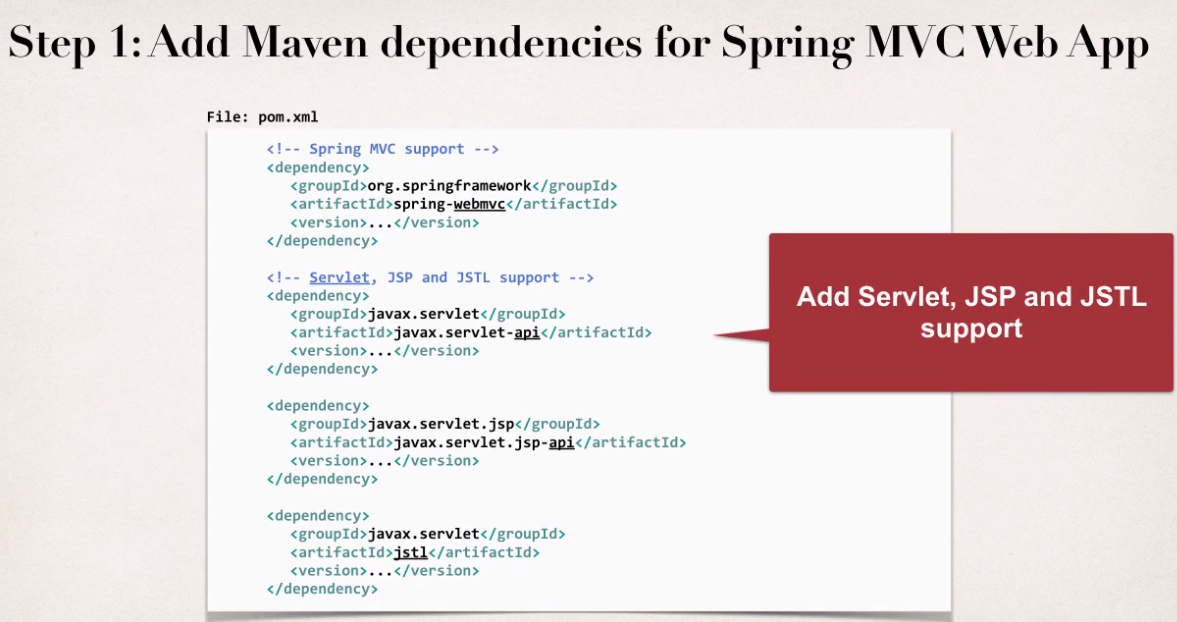 Step 1: Add Maven dependencies for Spring MVC Web App
File: pom.xml
<!-- Spring MVC support -->
<dependency>
<groupId>org.springframework</groupId>
<artifactId>spring-webmvc</artifactId>
<version>...</version>
</dependency>
<!-- Servlet, JSP and JSTL support -->
<dependency>
<groupId>javax.servlet</groupId>
<artifactId>javax.servlet-api</artifactId>
<version>...</version>
</dependency>
<dependency>
<groupId>javax.servlet.jsp</groupId>
<artifactId>javax.servlet.jsp-api</artifactId>
<version>...</version>
</dependency>
<dependency>
<groupId>javax.servlet</groupId>
<artifactId>jstl</artifactId>
<version>...</version>
</dependency>
Add Servlet, JSP and JSTL
support